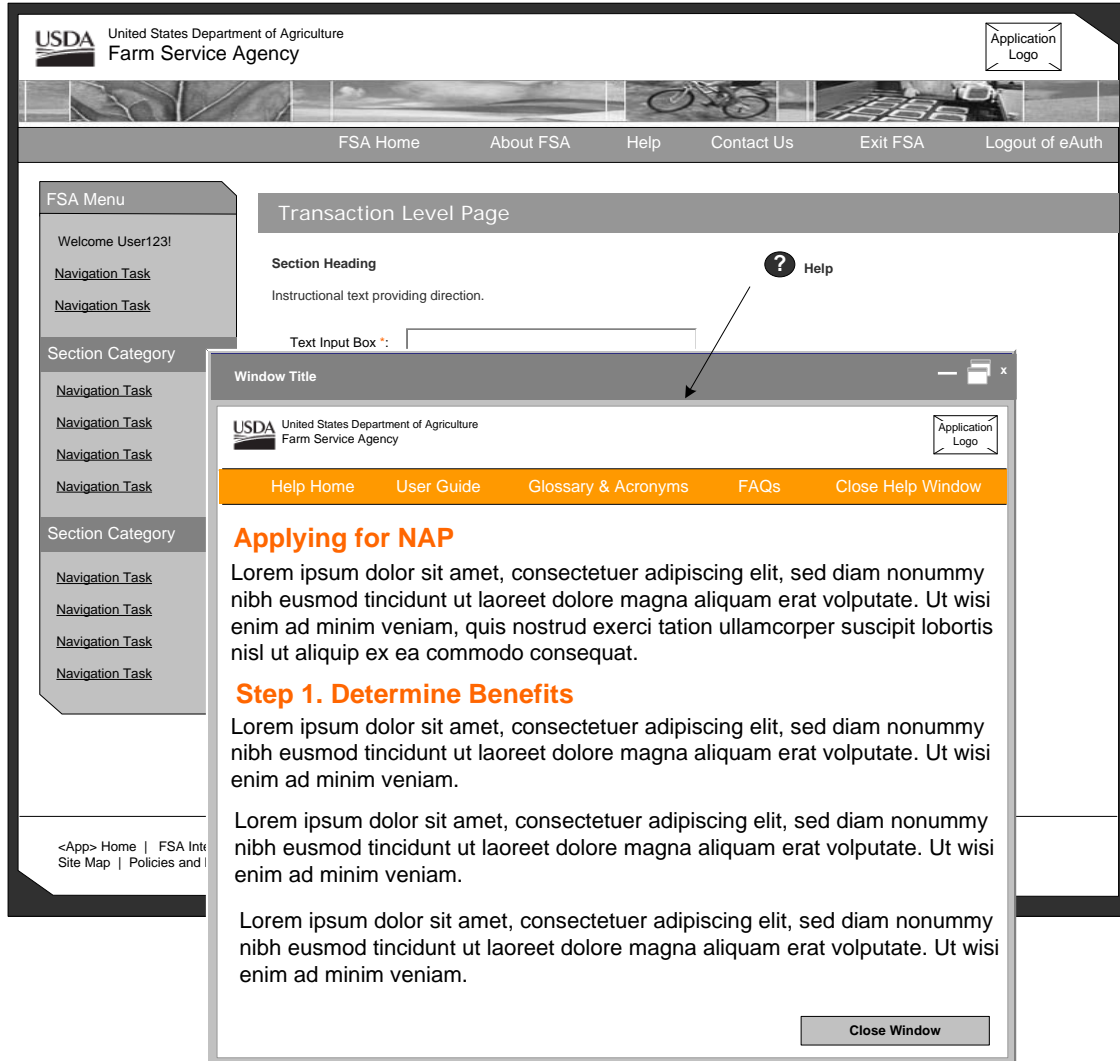 USDA
United States Department of Agriculture
Farm Service Agency
Application
Logo
FSA Home About FSA Help Contact Us Exit FSA Logout of eAuth
FSA Menu
Welcome User123!
Navigation Task
Navigation Task
Section Category
Navigation Task
Navigation Task
Navigation Task
Navigation Task
Section Category
Navigation Task
Navigation Task
Navigation Task
Navigation Task
Transaction Level Page
Section Heading
? Help
Instructional text providing direction.
Text Input Box *:
Window Title
x
USDA
United States Department of Agriculture
Farm Service Agency
Application
Logo
Help Home User Guide Glossary & Acronyms FAQs Close Help Window
Applying for NAP
Lorem ipsum dolor sit amet, consectetuer adipiscing elit, sed diam nonummy
nibh eusmod tincidunt ut laoreet dolore magna aliquam erat volputate. Ut wisi
enim ad minim veniam, quis nostrud exerci tation ullamcorper suscipit lobortis
nisl ut aliquip ex ea commodo consequat.
Step 1. Determine Benefits
Lorem ipsum dolor sit amet, consectetuer adipiscing elit, sed diam nonummy
nibh eusmod tincidunt ut laoreet dolore magna aliquam erat volputate. Ut wisi
enim ad minim veniam.
Lorem ipsum dolor sit amet, consectetuer adipiscing elit, sed diam nonummy
nibh eusmod tincidunt ut laoreet dolore magna aliquam erat volputate. Ut wisi
enim ad minim veniam.
Lorem ipsum dolor sit amet, consectetuer adipiscing elit, sed diam nonummy
nibh eusmod tincidunt ut laoreet dolore magna aliquam erat volputate. Ut wisi
enim ad minim veniam.
Close Window
<App> Home | FSA
Site Map | Policies and